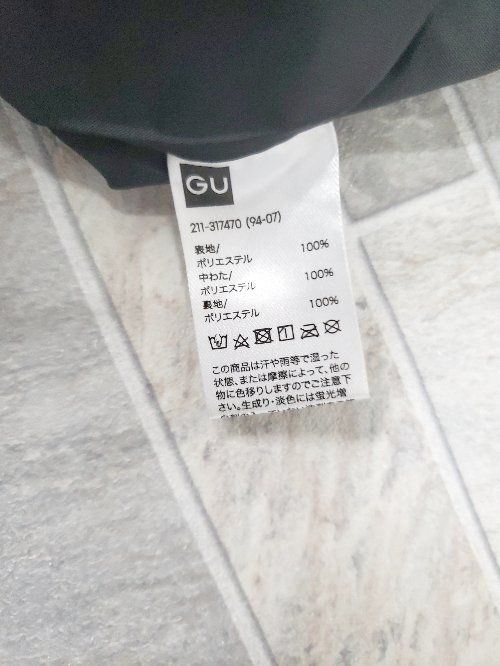 GU
211-317470 (94-07)
表地/
ポリエステル 100%
中わた/
ポリエステル 100%
裏地/
ポリエステル 100%
この商品は汗や雨等で湿った
状態、または摩擦によって、他の
物に色移りしますのでご注意下
さい。生成り・淡色には蛍光増